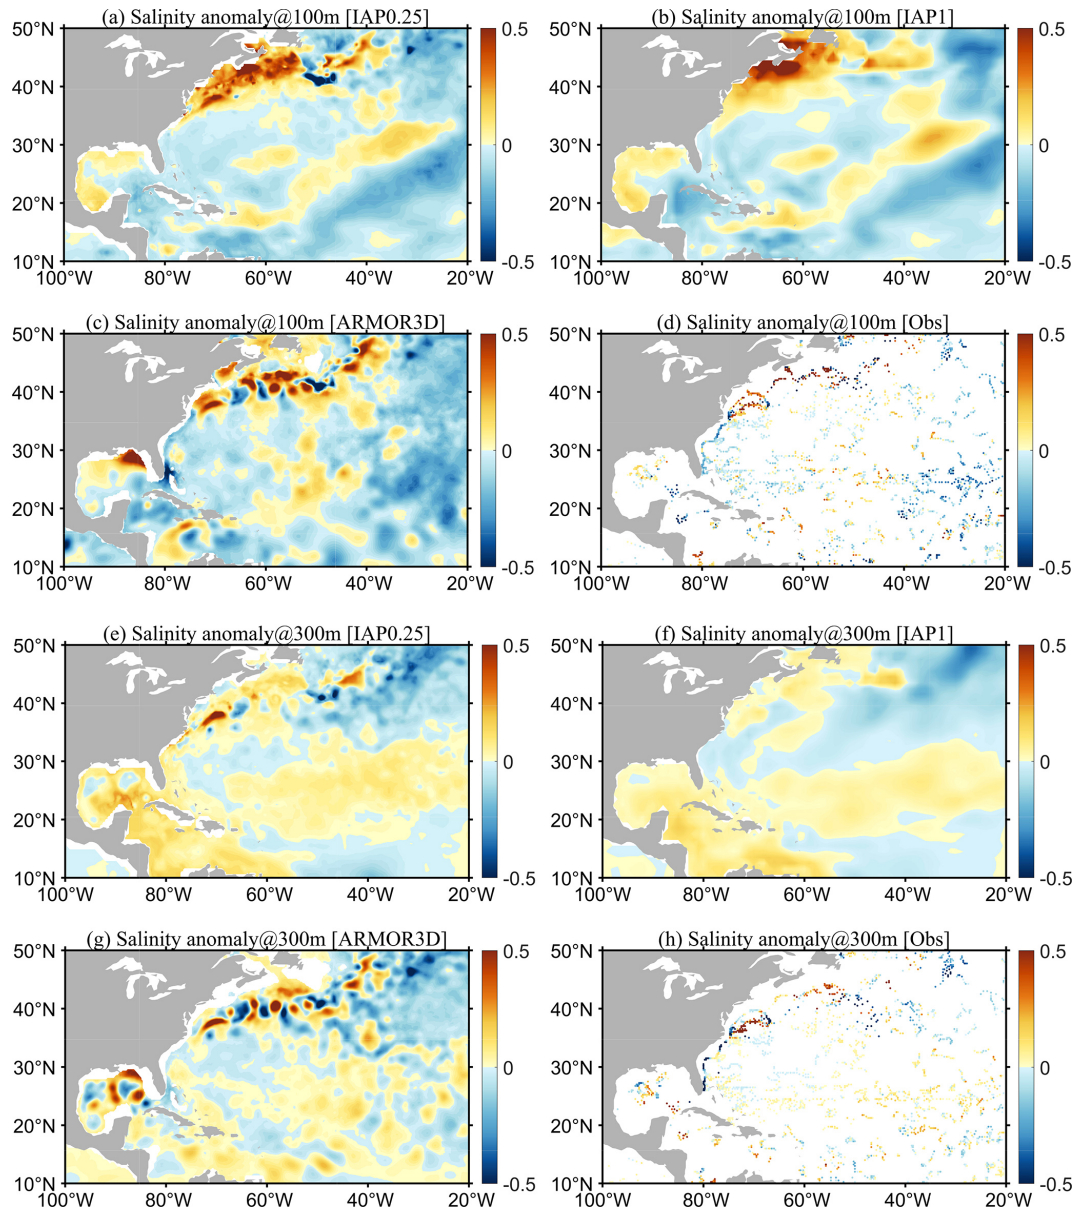 (a) Salinity anomaly@100m [IAP0.25]
50°N
40°N
30°N
20°N
10°N
100°W 80°W 60°W 40°W 20°W
0.5
0
-0.5
(b) Salinity anomaly@100m [IAP1]
50°N
40°N
30°N
20°N
10°N
100°W 80°W 60°W 40°W 20°W
0.5
0
-0.5
(c) Salinity anomaly@100m [ARMOR3D]
50°N
40°N
30°N
20°N
10°N
100°W 80°W 60°W 40°W 20°W
0.5
0
-0.5
(d) Salinity anomaly@100m [Obs]
50°N
40°N
30°N
20°N
10°N
100°W 80°W 60°W 40°W 20°W
0.5
0
-0.5
(e) Salinity anomaly@300m [IAP0.25]
50°N
40°N
30°N
20°N
10°N
100°W 80°W 60°W 40°W 20°W
0.5
0
-0.5
(f) Salinity anomaly@300m [IAP1]
50°N
40°N
30°N
20°N
10°N
100°W 80°W 60°W 40°W 20°W
0.5
0
-0.5
(g) Salinity anomaly@300m [ARMOR3D]
50°N
40°N
30°N
20°N
10°N
100°W 80°W 60°W 40°W 20°W
0.5
0
-0.5
(h) Salinity anomaly@300m [Obs]
50°N
40°N
30°N
20°N
10°N
100°W 80°W 60°W 40°W 20°W
0.5
0
-0.5